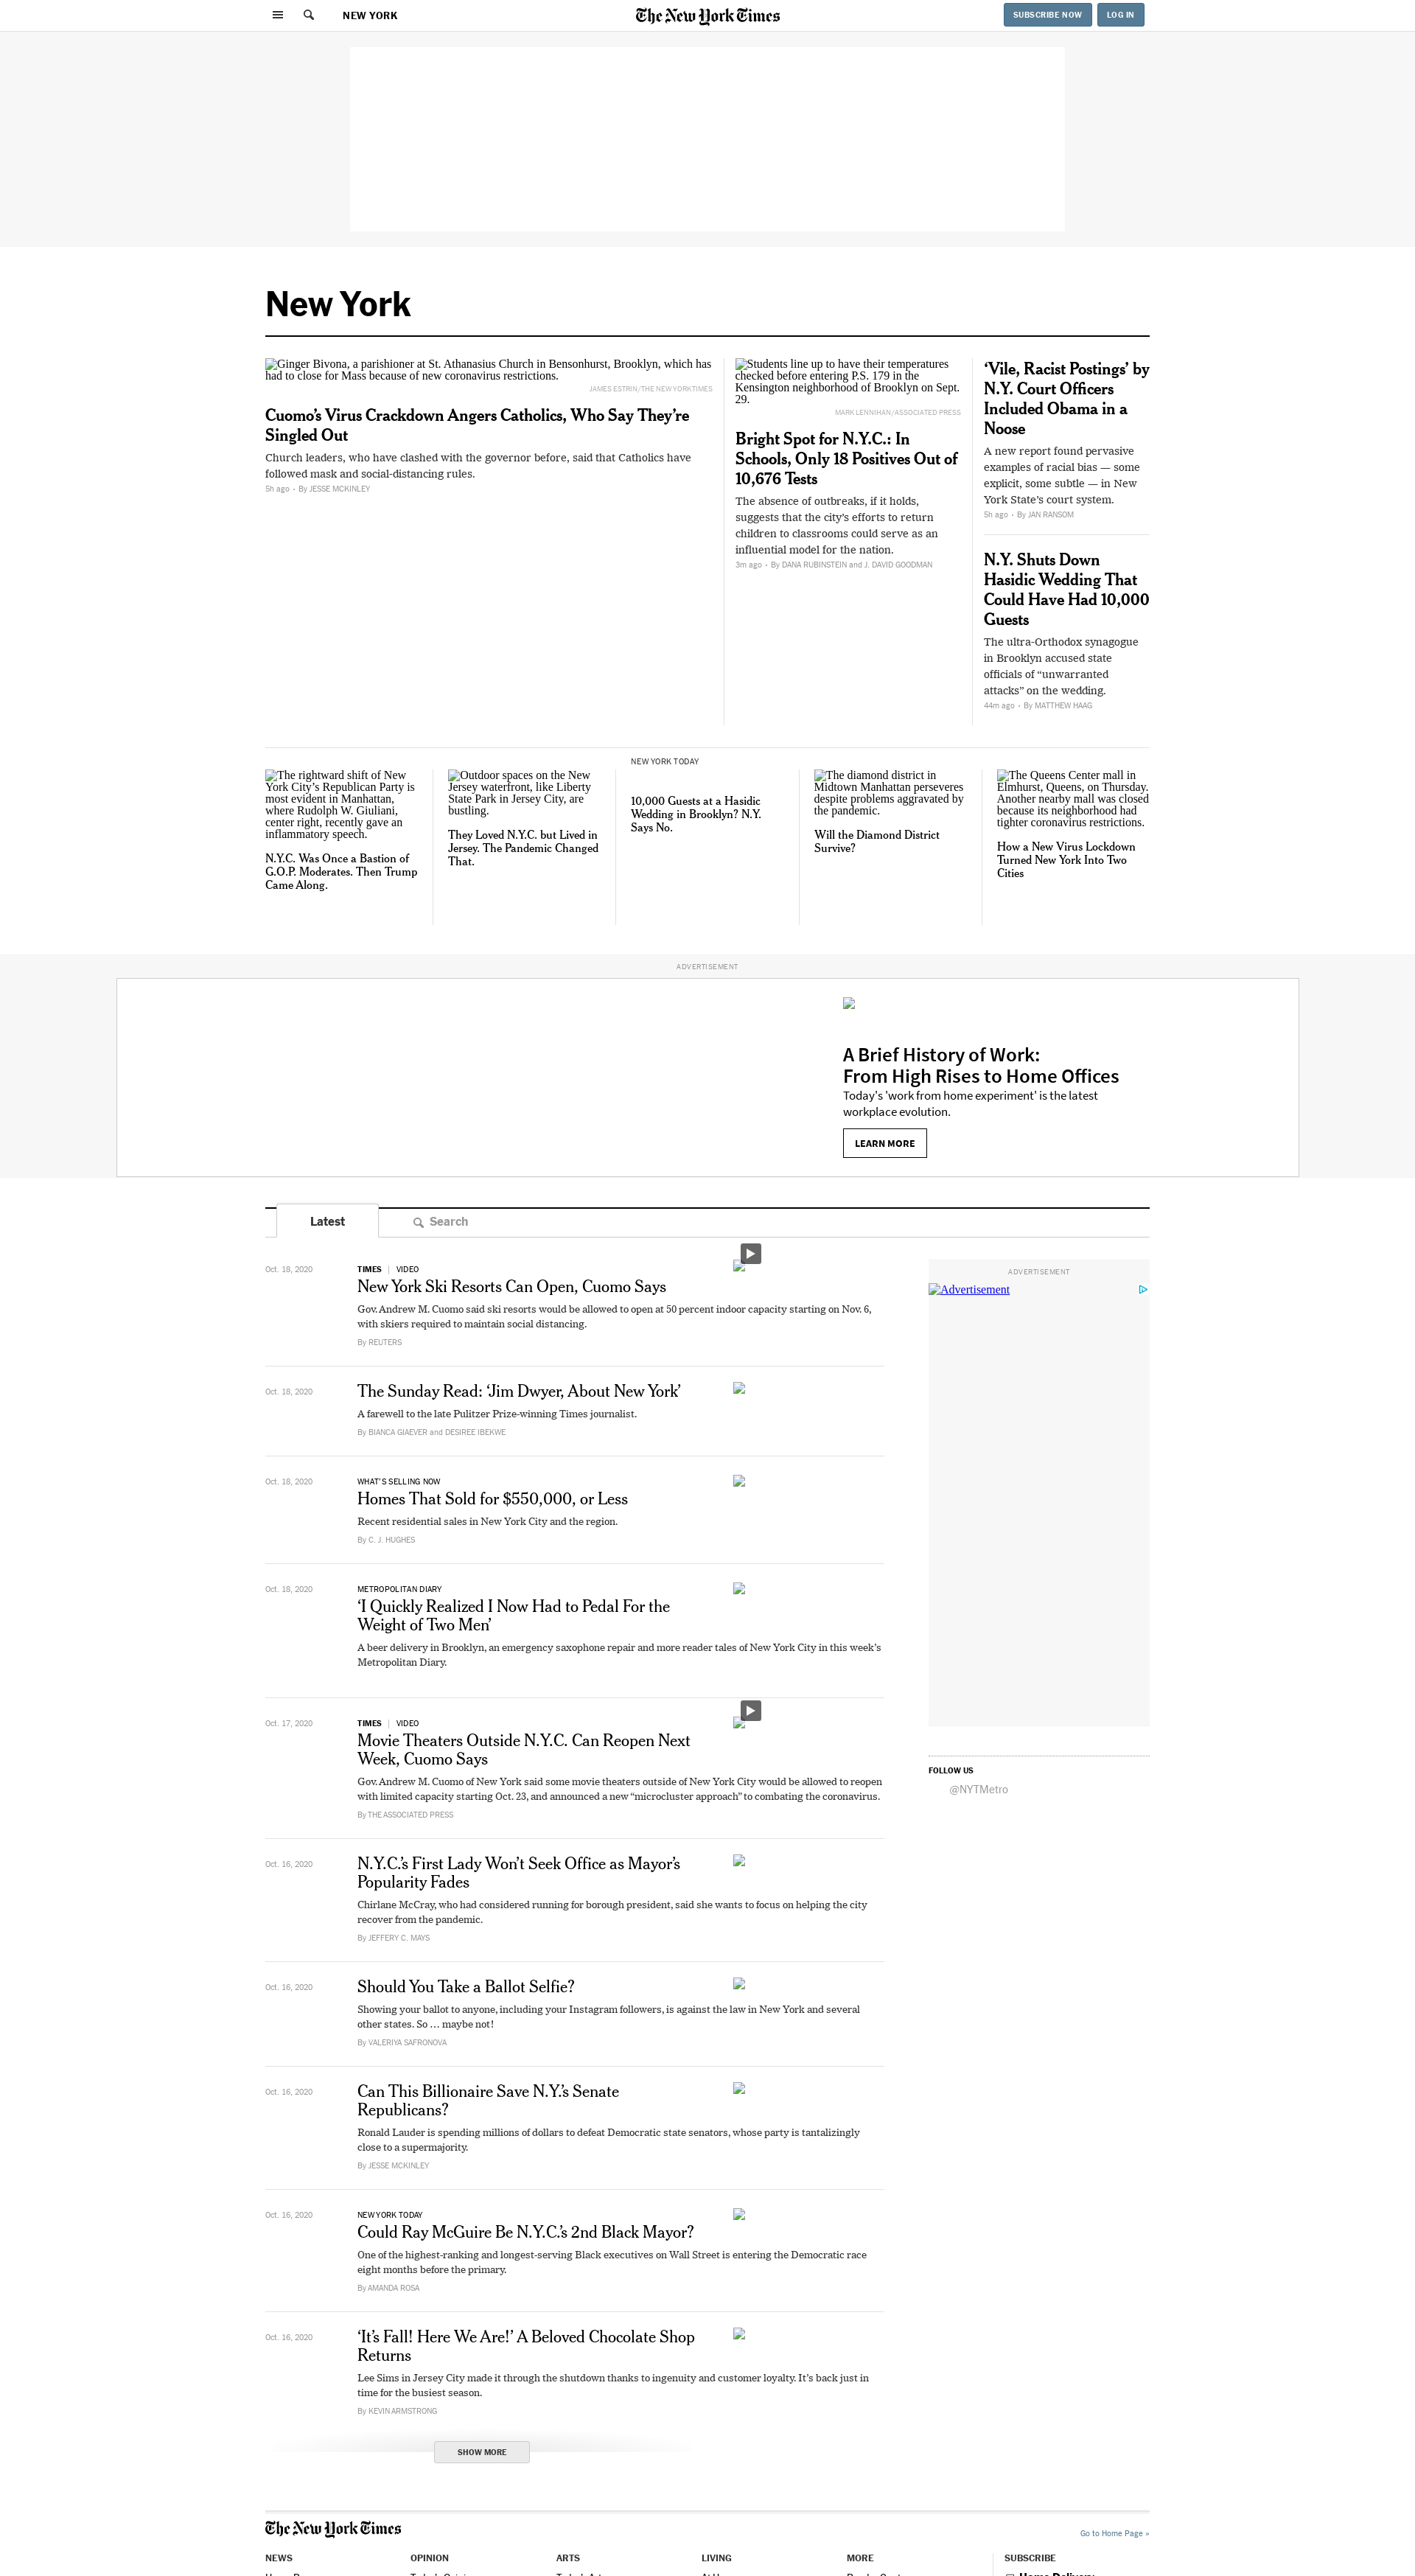 NEW YORK
The New York Times
SUBSCRIBE NOW
LOG IN
New York
Ginger Bivona, a parishioner at St. Athanasius Church in Bensonhurst, Brooklyn, which has
had to close for Mass because of new coronavirus restrictions.
JAMES ESTRIN/THE NEW YORK TIMES
Cuomo’s Virus Crackdown Angers Catholics, Who Say They’re
Singled Out
Church leaders, who have clashed with the governor before, said that Catholics have
followed mask and social-distancing rules.
5h ago • By JESSE MCKINLEY
Students line up to have their temperatures
checked before entering P.S. 179 in the
Kensington neighborhood of Brooklyn on Sept.
29.
MARK LENNIHAN/ASSOCIATED PRESS
Bright Spot for N.Y.C.: In
Schools, Only 18 Positives Out of
10,676 Tests
The absence of outbreaks, if it holds,
suggests that the city’s efforts to return
children to classrooms could serve as an
influential model for the nation.
3m ago • By DANA RUBINSTEIN and J. DAVID GOODMAN
‘Vile, Racist Postings’ by
N.Y. Court Officers
Included Obama in a
Noose
A new report found pervasive
examples of racial bias — some
explicit, some subtle — in New
York State’s court system.
5h ago • By JAN RANSOM
N.Y. Shuts Down
Hasidic Wedding That
Could Have Had 10,000
Guests
The ultra-Orthodox synagogue
in Brooklyn accused state
officials of “unwarranted
attacks” on the wedding.
44m ago • By MATTHEW HAAG
The rightward shift of New
York City’s Republican Party is
most evident in Manhattan,
where Rudolph W. Giuliani,
center right, recently gave an
inflammatory speech.
N.Y.C. Was Once a Bastion of
G.O.P. Moderates. Then Trump
Came Along.
Outdoor spaces on the New
Jersey waterfront, like Liberty
State Park in Jersey City, are
bustling.
They Loved N.Y.C. but Lived in
Jersey. The Pandemic Changed
That.
NEW YORK TODAY
10,000 Guests at a Hasidic
Wedding in Brooklyn? N.Y.
Says No.
The diamond district in
Midtown Manhattan perseveres
despite problems aggravated by
the pandemic.
Will the Diamond District
Survive?
The Queens Center mall in
Elmhurst, Queens, on Thursday.
Another nearby mall was closed
because its neighborhood had
tighter coronavirus restrictions.
How a New Virus Lockdown
Turned New York Into Two
Cities
ADVERTISEMENT
A Brief History of Work:
From High Rises to Home Offices
Today's 'work from home experiment' is the latest
workplace evolution.
LEARN MORE
Latest
Search
Oct. 18, 2020
TIMES | VIDEO
New York Ski Resorts Can Open, Cuomo Says
Gov. Andrew M. Cuomo said ski resorts would be allowed to open at 50 percent indoor capacity starting on Nov. 6,
with skiers required to maintain social distancing.
By REUTERS
Oct. 18, 2020
The Sunday Read: ‘Jim Dwyer, About New York’
A farewell to the late Pulitzer Prize-winning Times journalist.
By BIANCA GIAEVER and DESIREE IBEKWE
Oct. 18, 2020
WHAT'S SELLING NOW
Homes That Sold for $550,000, or Less
Recent residential sales in New York City and the region.
By C. J. HUGHES
Oct. 18, 2020
METROPOLITAN DIARY
‘I Quickly Realized I Now Had to Pedal For the
Weight of Two Men’
A beer delivery in Brooklyn, an emergency saxophone repair and more reader tales of New York City in this week’s
Metropolitan Diary.
Oct. 17, 2020
TIMES | VIDEO
Movie Theaters Outside N.Y.C. Can Reopen Next
Week, Cuomo Says
Gov. Andrew M. Cuomo of New York said some movie theaters outside of New York City would be allowed to reopen
with limited capacity starting Oct. 23, and announced a new “microcluster approach” to combating the coronavirus.
By THE ASSOCIATED PRESS
Oct. 16, 2020
N.Y.C.’s First Lady Won’t Seek Office as Mayor’s
Popularity Fades
Chirlane McCray, who had considered running for borough president, said she wants to focus on helping the city
recover from the pandemic.
By JEFFERY C. MAYS
Oct. 16, 2020
Should You Take a Ballot Selfie?
Showing your ballot to anyone, including your Instagram followers, is against the law in New York and several
other states. So … maybe not!
By VALERIYA SAFRONOVA
Oct. 16, 2020
Can This Billionaire Save N.Y.’s Senate
Republicans?
Ronald Lauder is spending millions of dollars to defeat Democratic state senators, whose party is tantalizingly
close to a supermajority.
By JESSE MCKINLEY
Oct. 16, 2020
NEW YORK TODAY
Could Ray McGuire Be N.Y.C.’s 2nd Black Mayor?
One of the highest-ranking and longest-serving Black executives on Wall Street is entering the Democratic race
eight months before the primary.
By AMANDA ROSA
Oct. 16, 2020
‘It’s Fall! Here We Are!’ A Beloved Chocolate Shop
Returns
Lee Sims in Jersey City made it through the shutdown thanks to ingenuity and customer loyalty. It’s back just in
time for the busiest season.
By KEVIN ARMSTRONG
SHOW MORE
ADVERTISEMENT
Advertisement
FOLLOW US
@NYTMetro
The New York Times
Go to Home Page »
NEWS
OPINION
ARTS
LIVING
MORE
SUBSCRIBE